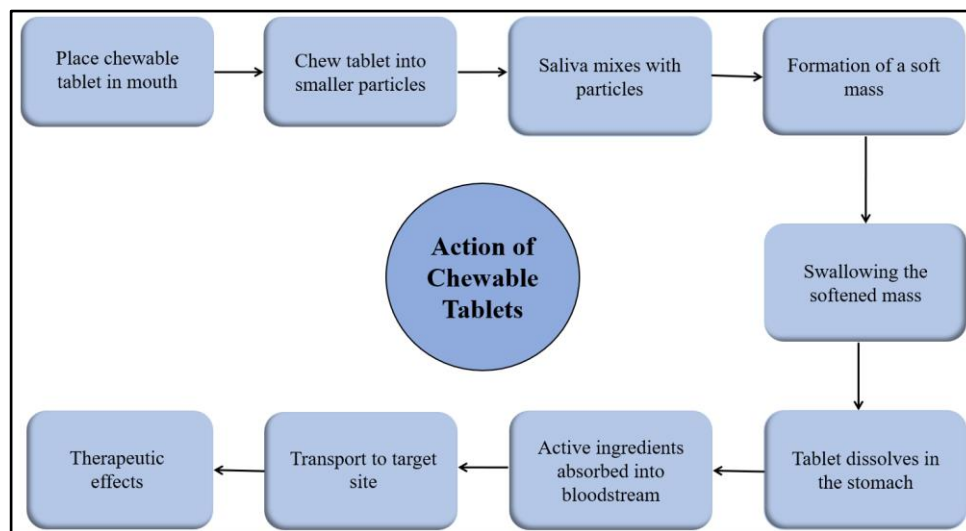 Place chewable
tablet in mouth
Chew tablet into
smaller particles
Saliva mixes with
particles
Formation of a soft
mass
Action of
Chewable
Tablets
Swallowing the
softened mass
Tablet dissolves in
the stomach
Active ingredients
absorbed into
bloodstream
Transport to target
site
Therapeutic
effects